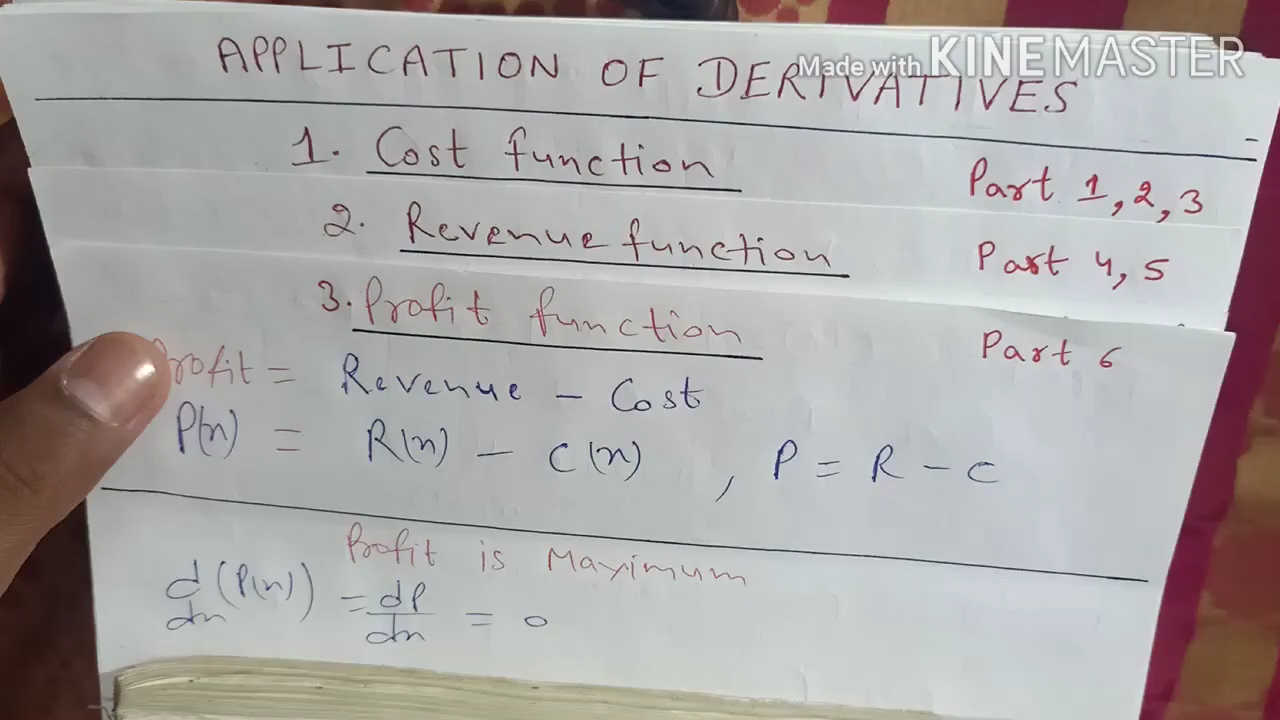 Made with KINEMASTER
APPLICATION OF DERIVATIVES
1. Cost function
Part 1, 2, 3
2. Revenue function
Part 4, 5
3. Profit function
Part 6
Profit = Revenue - Cost
P(n) = R(n) - C(n) , P = R - C
Profit is Maximum
d/dn (P(n)) = dP/dn = 0